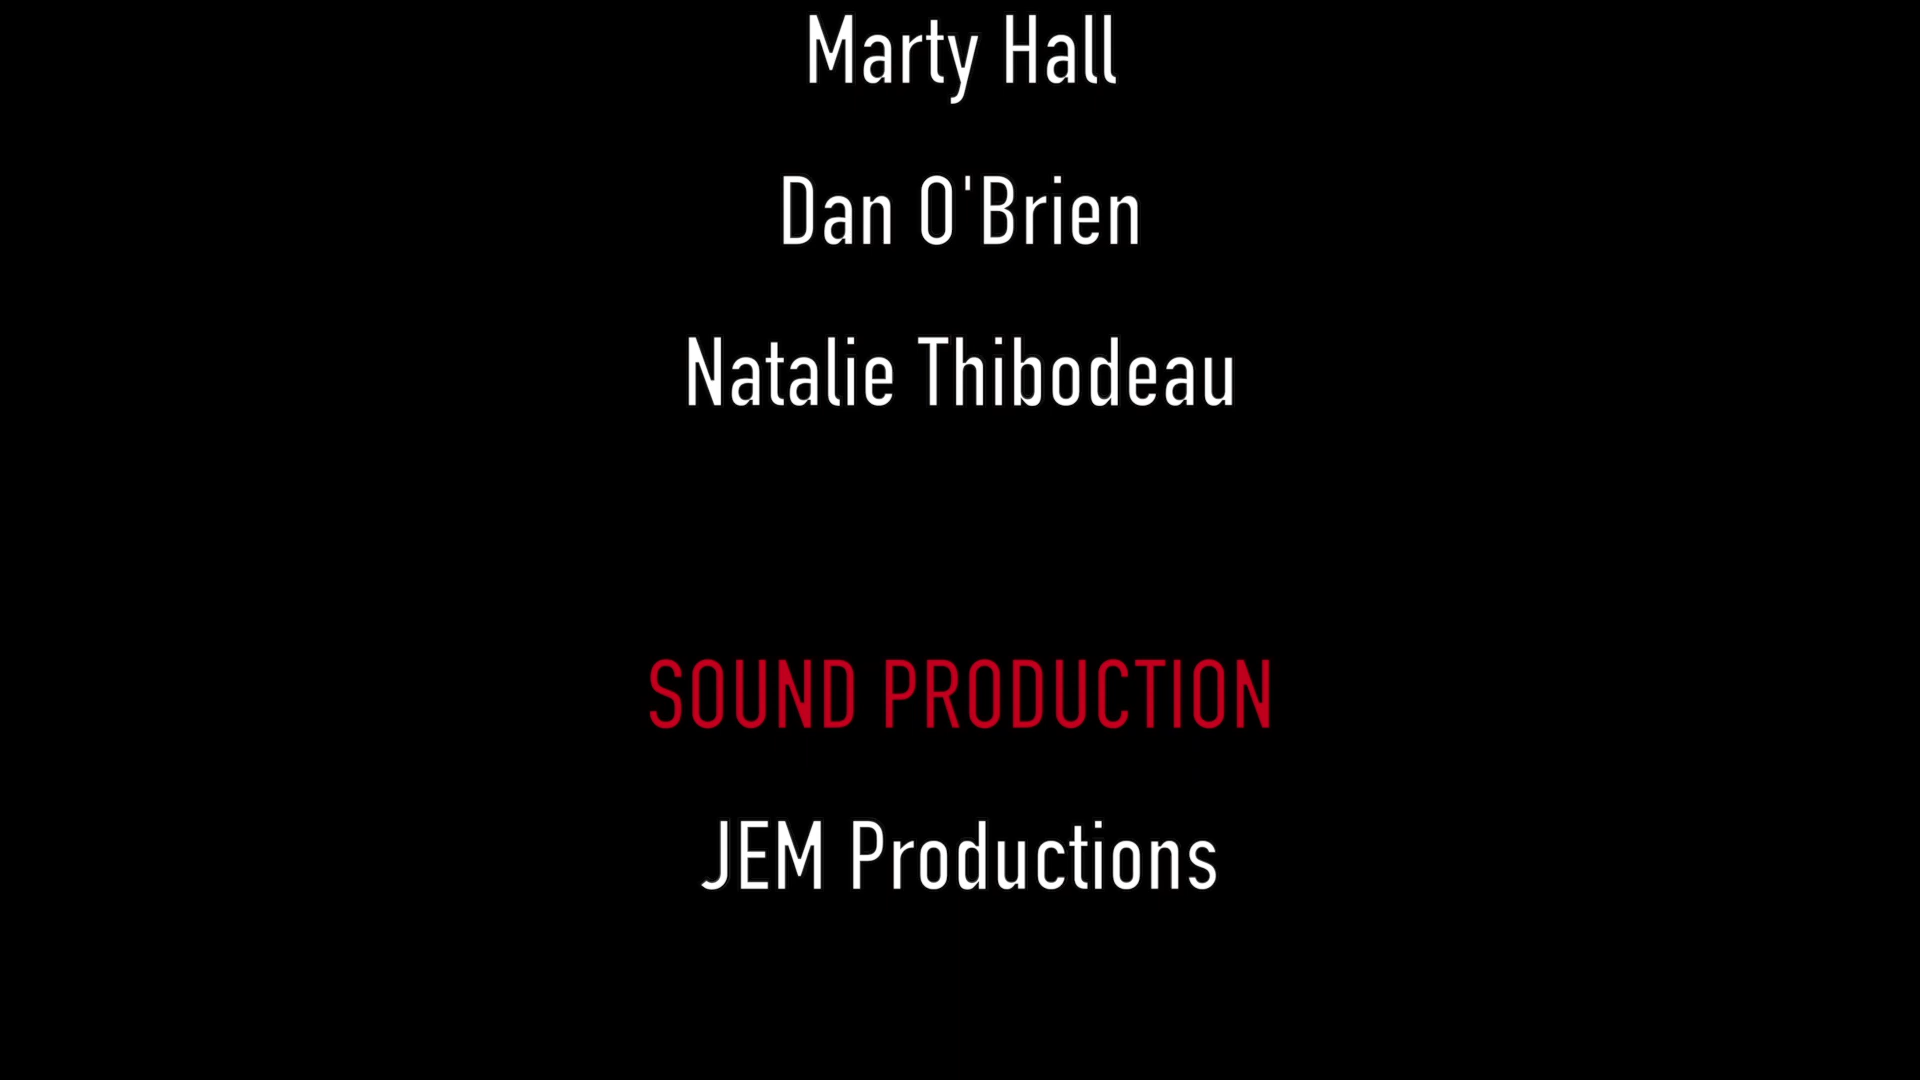 Marty Hall
Dan O'Brien
Natalie Thibodeau
SOUND PRODUCTION
JEM Productions